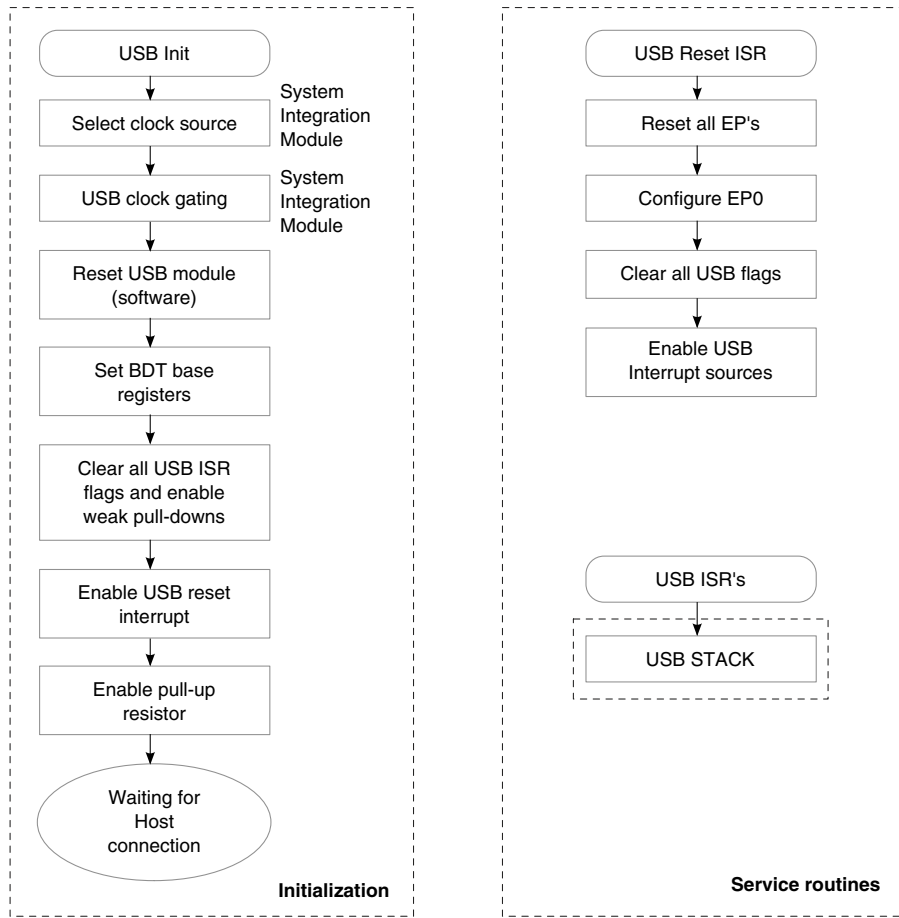 USB Init
Select clock source
System
Integration
Module
USB clock gating
System
Integration
Module
Reset USB module
(software)
Set BDT base
registers
Clear all USB ISR
flags and enable
weak pull-downs
Enable USB reset
interrupt
Enable pull-up
resistor
Waiting for
Host
connection
Initialization
USB Reset ISR
Reset all EP's
Configure EP0
Clear all USB flags
Enable USB
Interrupt sources
USB ISR's
USB STACK
Service routines